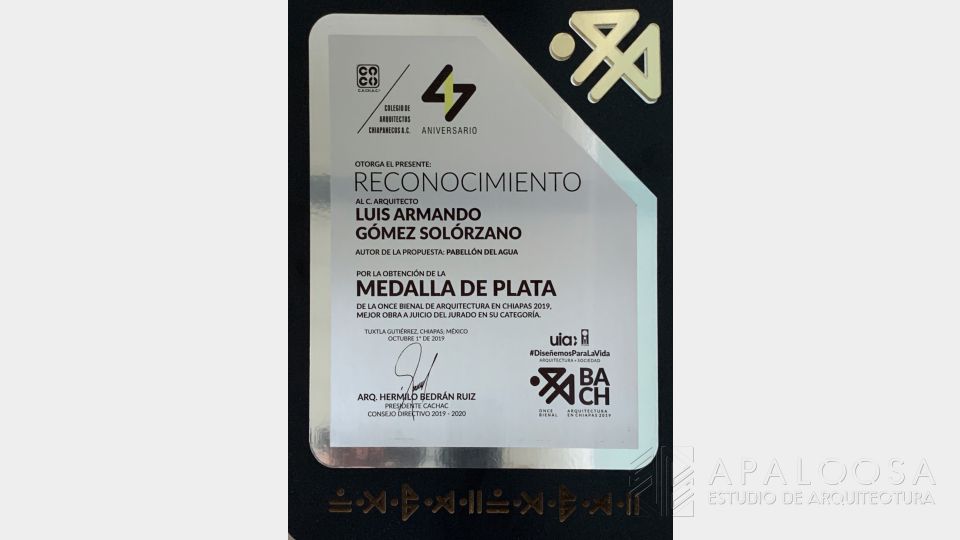 COCO
C.A.CH.A.C.
COLEGIO DE
ARQUITECTOS
CHIAPANECOS A.C.
47
ANIVERSARIO
OTORGA EL PRESENTE:
RECONOCIMIENTO
AL C. ARQUITECTO
LUIS ARMANDO
GÓMEZ SOLÓRZANO
AUTOR DE LA PROPUESTA: PABELLÓN DEL AGUA
POR LA OBTENCIÓN DE LA
MEDALLA DE PLATA
DE LA ONCE BIENAL DE ARQUITECTURA EN CHIAPAS 2019,
MEJOR OBRA A JUICIO DEL JURADO EN SU CATEGORÍA.
TUXTLA GUTIÉRREZ, CHIAPAS; MÉXICO
OCTUBRE 1° DE 2019
ARQ. HERMILO BEDRÁN RUIZ
PRESIDENTE CACHAC
CONSEJO DIRECTIVO 2019 - 2020
uia
#DiseñemosParaLaVida
ARQUITECTURA + SOCIEDAD
BA
CH
ONCE
BIENAL
ARQUITECTURA
EN CHIAPAS 2019
APALOOSA
ESTUDIO DE ARQUITECTURA